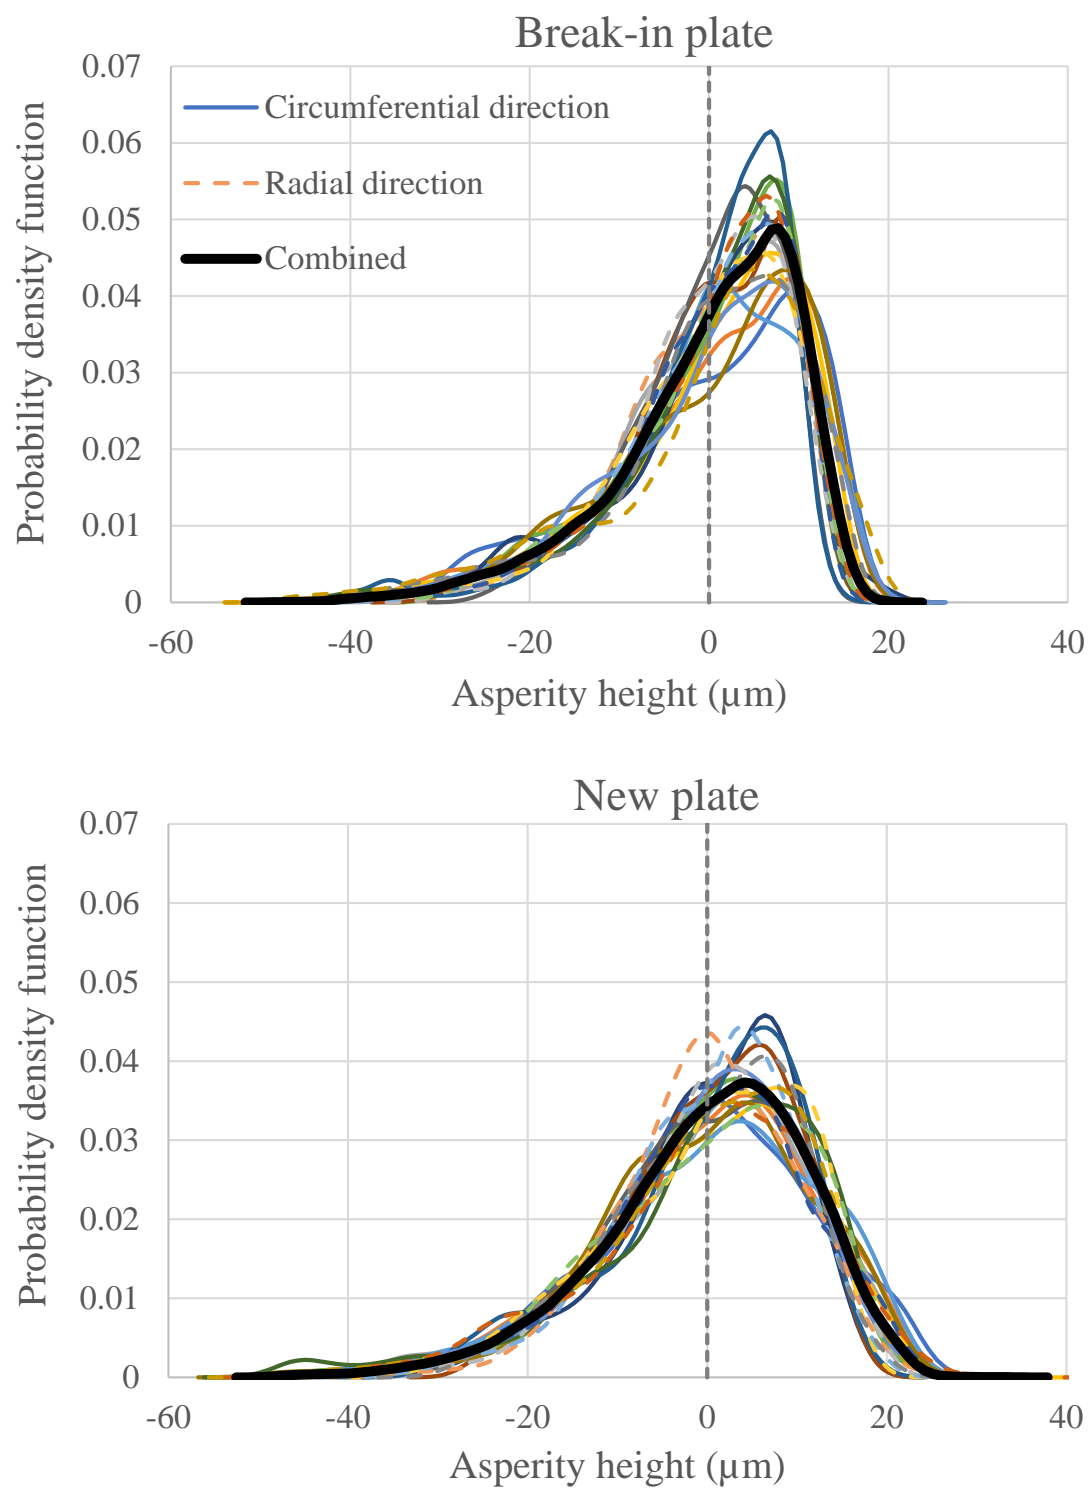 Break-in plate
0.07
0.06
0.05
0.04
0.03
0.02
0.01
0
Probability density function
Circumferential direction
Radial direction
Combined
-60 -40 -20 0 20 40
Asperity height (µm)
New plate
0.07
0.06
0.05
0.04
0.03
0.02
0.01
0
Probability density function
-60 -40 -20 0 20 40
Asperity height (µm)